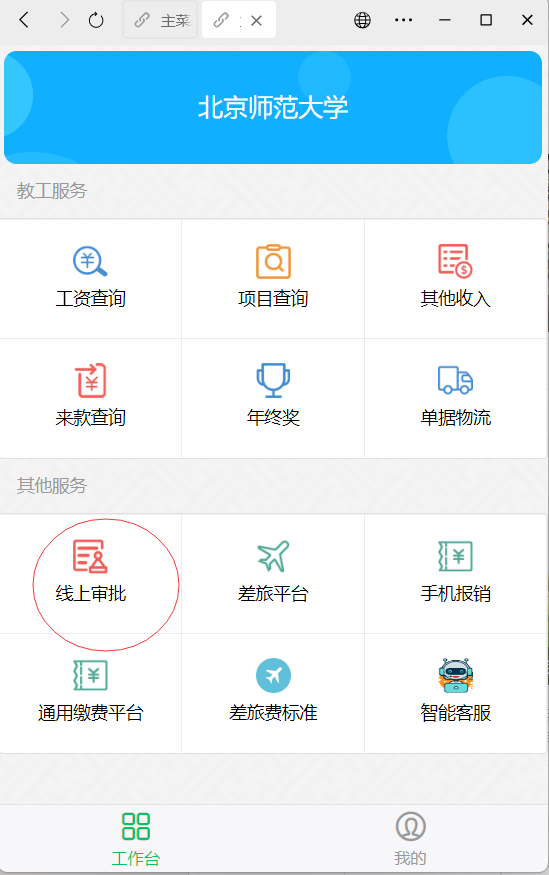 主菜
北京师范大学
教工服务
工资查询
项目查询
其他收入
来款查询
年终奖
单据物流
其他服务
线上审批
差旅平台
手机报销
通用缴费平台
差旅费标准
智能客服
工作台
我的